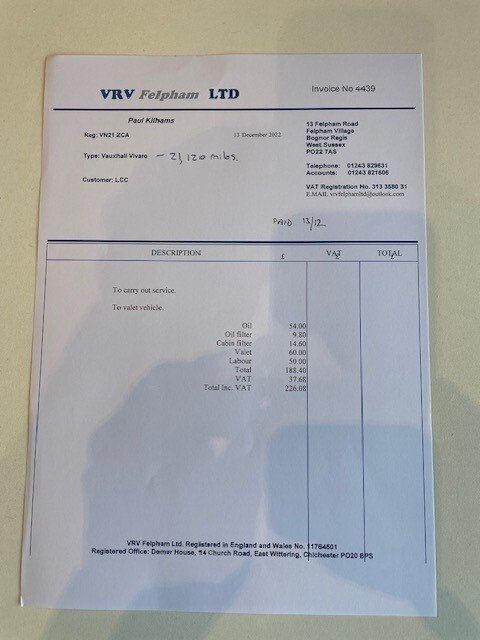 VRV Felpham LTD
Invoice No 4439
Paul Kilhams
Reg: VN21 ZCA
13 December 2022
Type: Vauxhall Vivaro - 21,120 miles.
Customer: LCC
13 Felpham Road
Felpham Village
Bognor Regis
West Sussex
PO22 7AS
Telephone: 01243 829631
Accounts: 01243 821606
VAT Registration No. 313 3580 31
E.MAIL vrvfelphamltd@outlook.com
PAID 13/12
DESCRIPTION £ VAT £ TOTAL £
To carry out service.
To valet vehicle.
Oil 54.00
Oil filter 9.80
Cabin filter 14.60
Valet 60.00
Labour 50.00
Total 188.40
VAT 37.68
Total Inc. VAT 226.08
VRV Felpham Ltd. Registered in England and Wales No. 11764501
Registered Office: Demar House, 14 Church Road, East Wittering, Chichester PO20 8PS